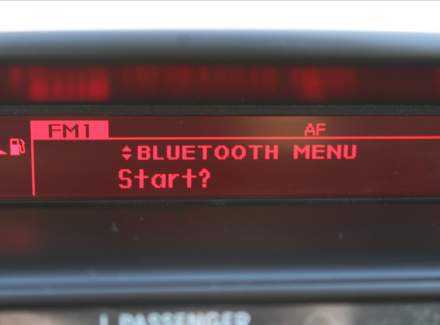 FM1 AF
BLUETOOTH MENU
Start?
PASSENGER